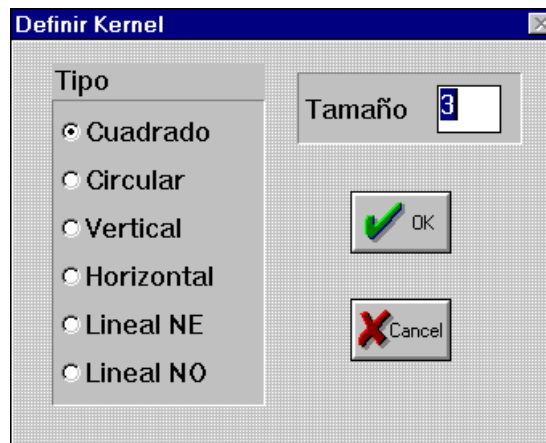 Definir Kernel
Tipo
Cuadrado
Circular
Vertical
Horizontal
Lineal NE
Lineal NO
Tamaño 3
OK
Cancel